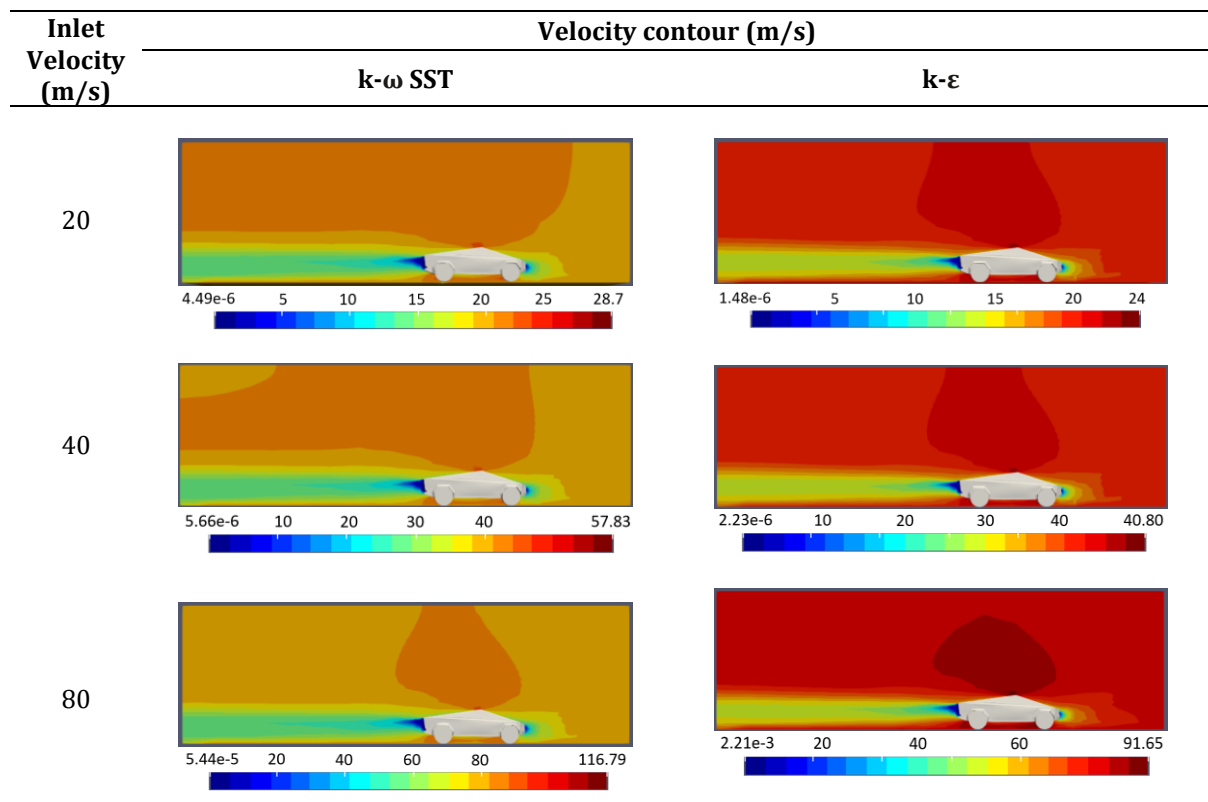 Inlet
Velocity
(m/s)
Velocity contour (m/s)
k-ω SST k-ε
20
4.49e-6 5 10 15 20 25 28.7
1.48e-6 5 10 15 20 24
40
5.66e-6 10 20 30 40 57.83
2.23e-6 10 20 30 40 40.80
80
5.44e-5 20 40 60 80 116.79
2.21e-3 20 40 60 91.65